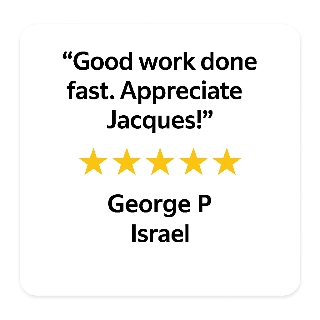 “Good work done
fast. Appreciate
Jacques!”
George P
Israel